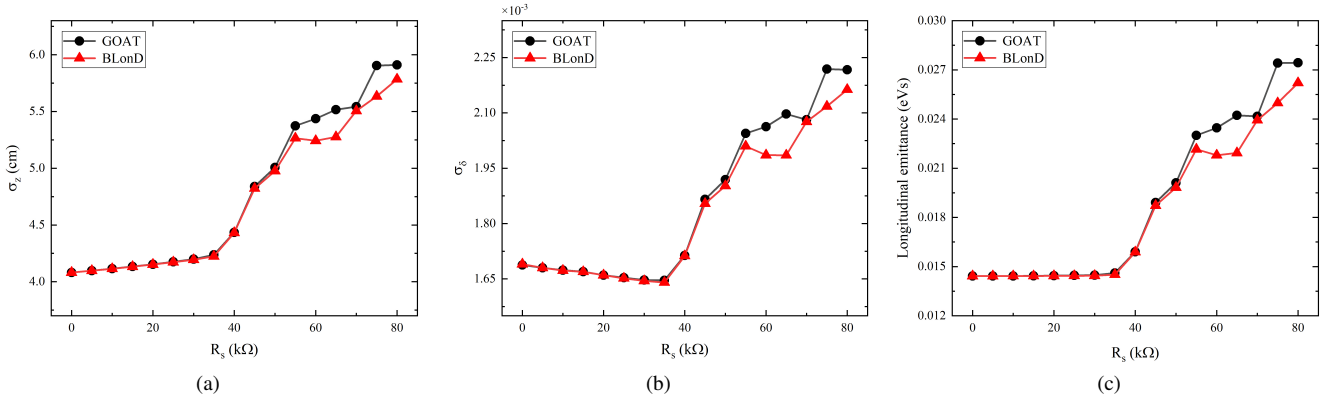 GOAT
BLonD
6.0
5.5
5.0
4.5
4.0
σz (cm)
0 20 40 60 80
Rs (kΩ)
(a)
×10⁻³
GOAT
BLonD
2.25
2.10
1.95
1.80
1.65
σδ
0 20 40 60 80
Rs (kΩ)
(b)
GOAT
BLonD
0.030
0.027
0.024
0.021
0.018
0.015
0.012
Longitudinal emittance (eVs)
0 20 40 60 80
Rs (kΩ)
(c)